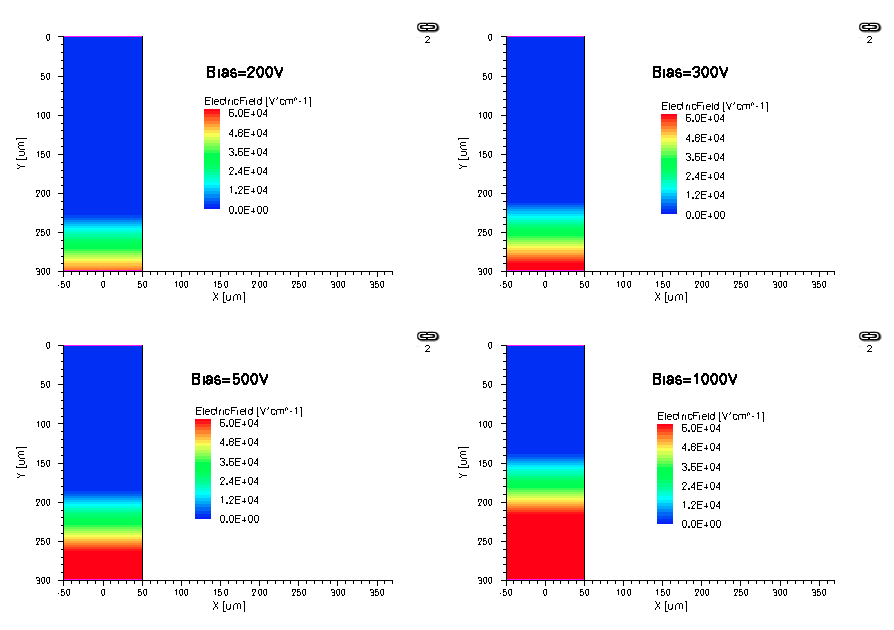 2
Bias=200V
ElectricField [V*cm^-1]
6.0E+04
4.8E+04
3.6E+04
2.4E+04
1.2E+04
0.0E+00
0
50
100
150
200
250
300
Y [um]
-50 0 50 100 150 200 250 300 350
X [um]
2
Bias=300V
ElectricField [V*cm^-1]
6.0E+04
4.8E+04
3.6E+04
2.4E+04
1.2E+04
0.0E+00
0
50
100
150
200
250
300
Y [um]
-50 0 50 100 150 200 250 300 350
X [um]
2
Bias=500V
ElectricField [V*cm^-1]
6.0E+04
4.8E+04
3.6E+04
2.4E+04
1.2E+04
0.0E+00
0
50
100
150
200
250
300
Y [um]
-50 0 50 100 150 200 250 300 350
X [um]
2
Bias=1000V
ElectricField [V*cm^-1]
6.0E+04
4.8E+04
3.6E+04
2.4E+04
1.2E+04
0.0E+00
0
50
100
150
200
250
300
Y [um]
-50 0 50 100 150 200 250 300 350
X [um]